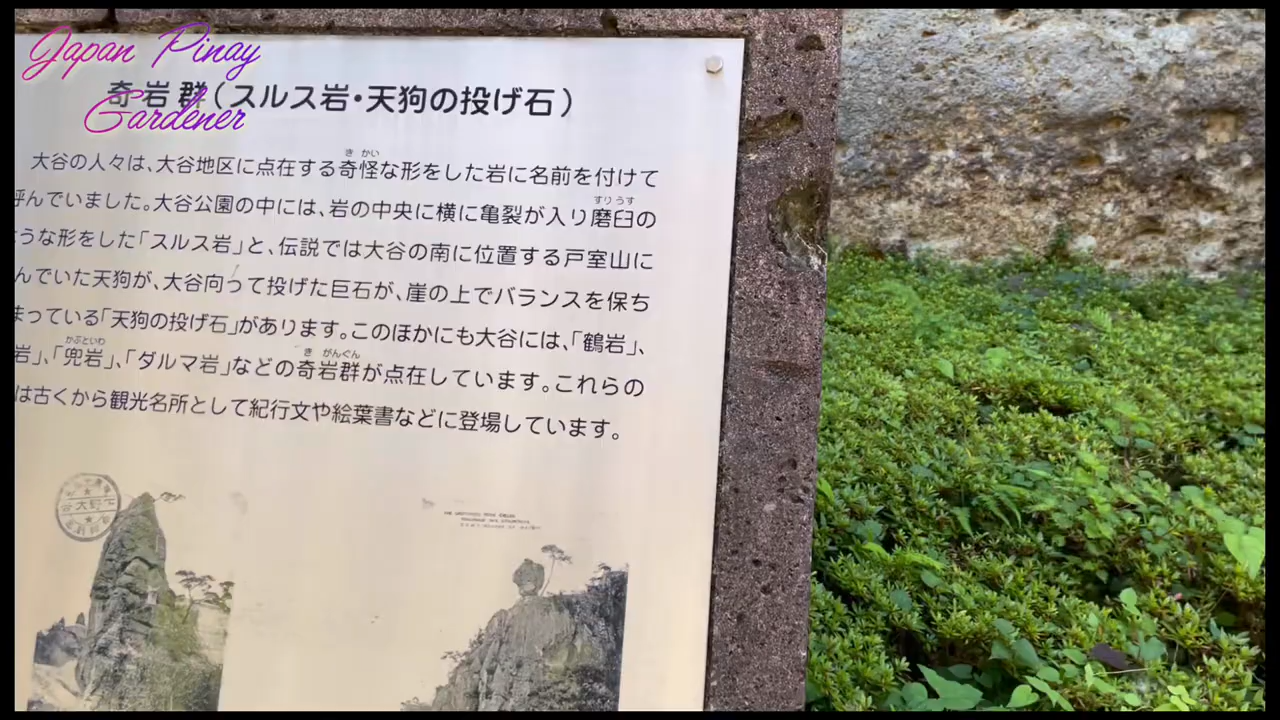 Japan Pinay
Gardener
奇岩群(スルス岩・天狗の投げ石)
大谷の人々は、大谷地区に点在する奇怪な形をした岩に名前を付けて
き かい
呼んでいました。大谷公園の中には、岩の中央に横に亀裂が入り磨臼の
すり うす
うな形をした「スルス岩」と、伝説では大谷の南に位置する戸室山に
んでいた天狗が、大谷向って投げた巨石が、崖の上でバランスを保ち
まっている「天狗の投げ石」があります。このほかにも大谷には、「鶴岩」、
岩」、「兜岩」、「ダルマ岩」などの奇岩群が点在しています。これらの
かぶといわ
き がんぐん
は古くから観光名所として紀行文や絵葉書などに登場しています。